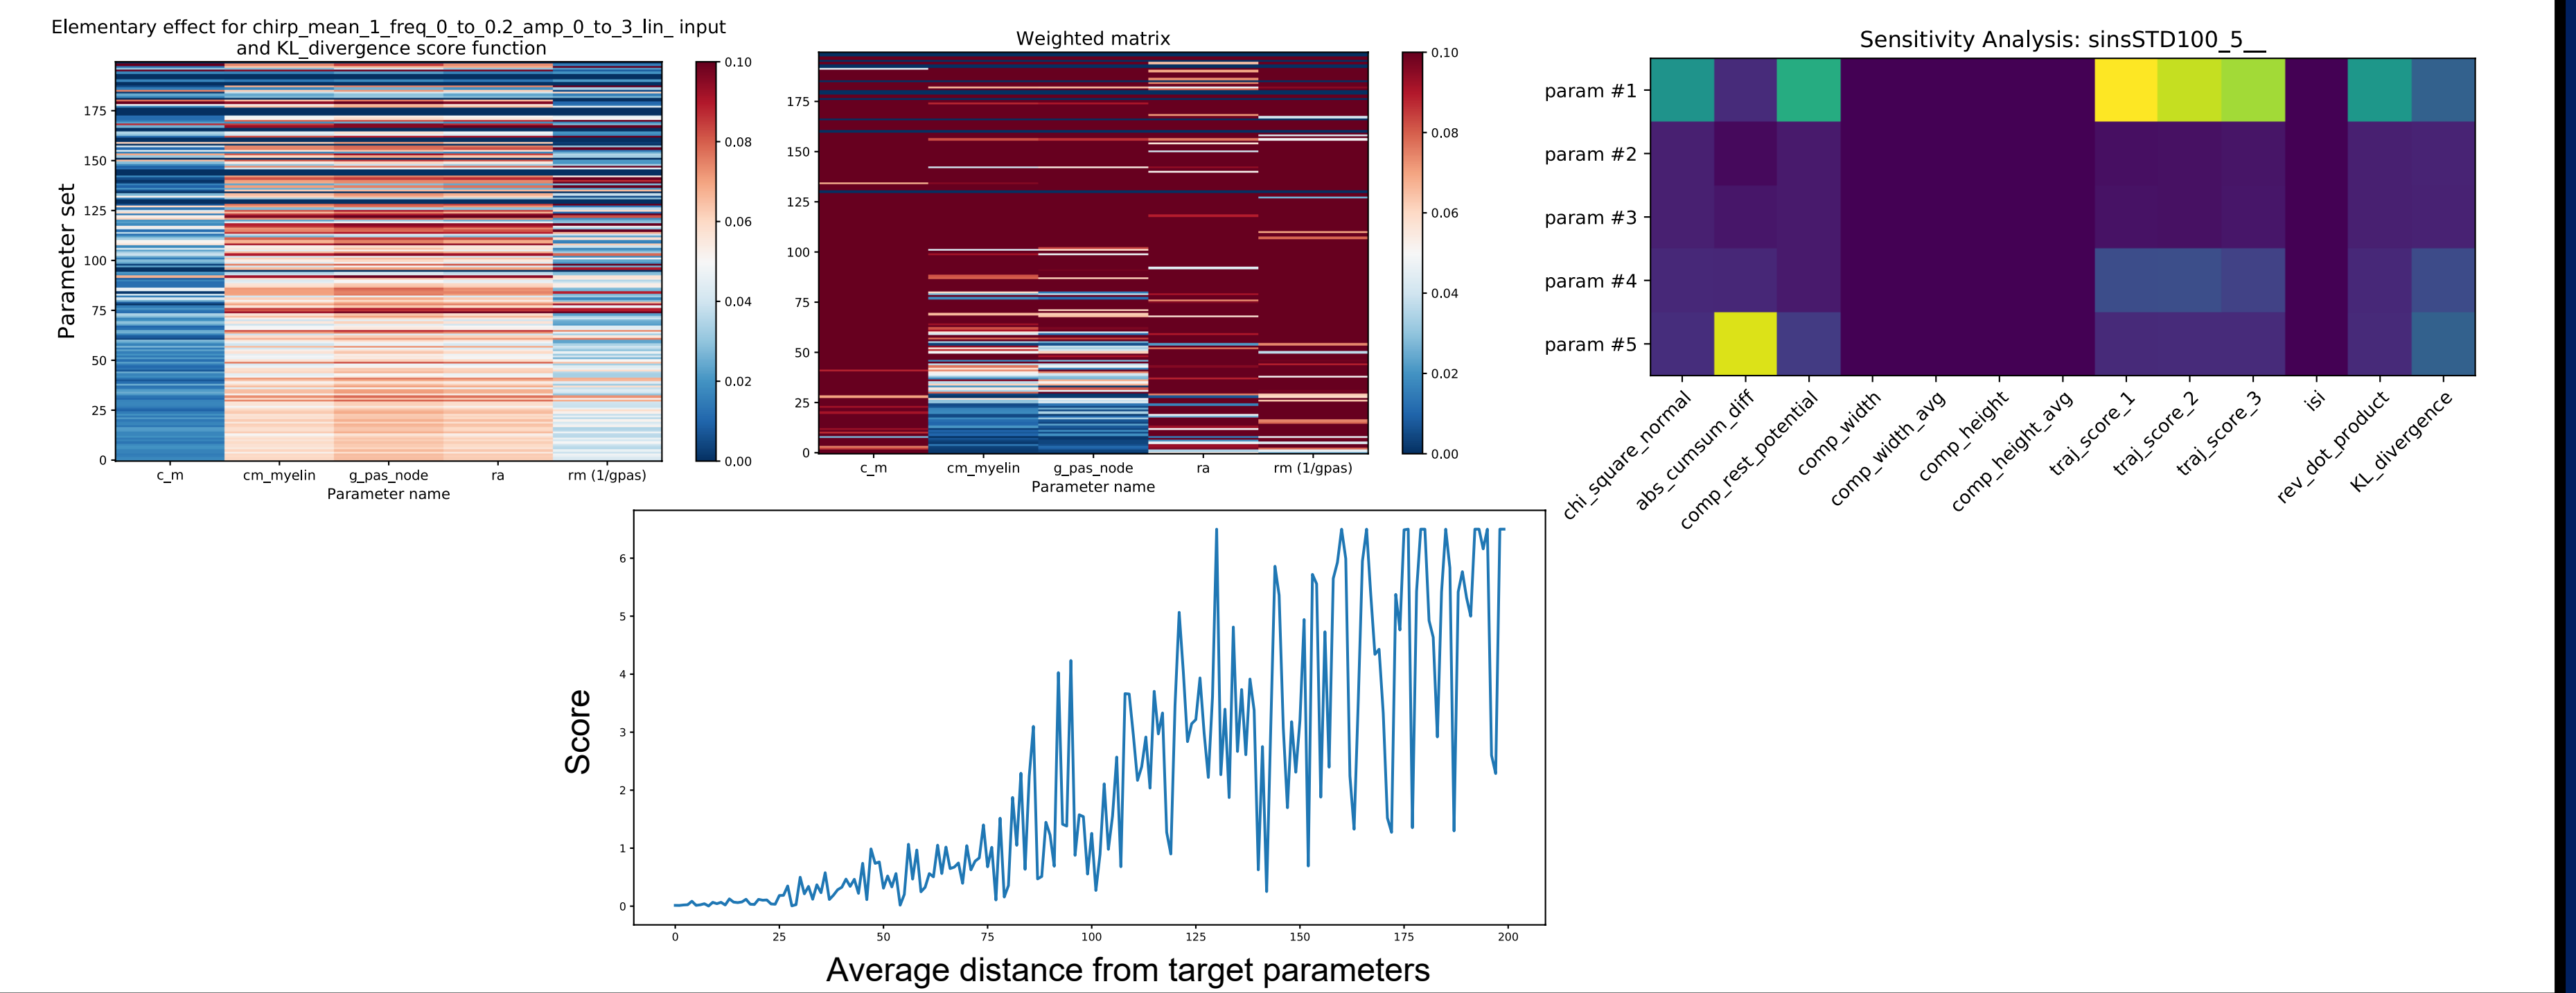 Elementary effect for chirp_mean_1_freq_0_to_0.2_amp_0_to_3_lin_ input
and KL_divergence score function
Parameter set
175
150
125
100
75
50
25
0
c_m cm_myelin g_pas_node ra rm (1/gpas)
Parameter name
0.10
0.08
0.06
0.04
0.02
0.00
Weighted matrix
175
150
125
100
75
50
25
0
c_m cm_myelin g_pas_node ra rm (1/gpas)
Parameter name
0.10
0.08
0.06
0.04
0.02
0.00
Sensitivity Analysis: sinsSTD100_5__
param #1
param #2
param #3
param #4
param #5
chi_square_normal
abs_cumsum_diff
comp_rest_potential
comp_width
comp_width_avg
comp_height
comp_height_avg
traj_score_1
traj_score_2
traj_score_3
isi
rev_dot_product
KL_divergence
Score
6
5
4
3
2
1
0
0 25 50 75 100 125 150 175 200
Average distance from target parameters